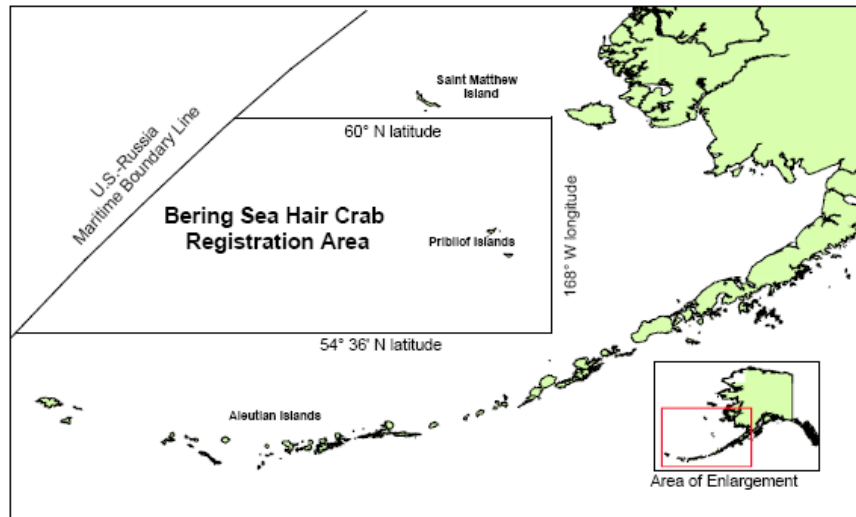 Saint Matthew
Island
60° N latitude
U.S.-Russia
Maritime Boundary Line
Bering Sea Hair Crab
Registration Area
Pribilof Islands
168° W longitude
54° 36' N latitude
Aleutian Islands
Area of Enlargement